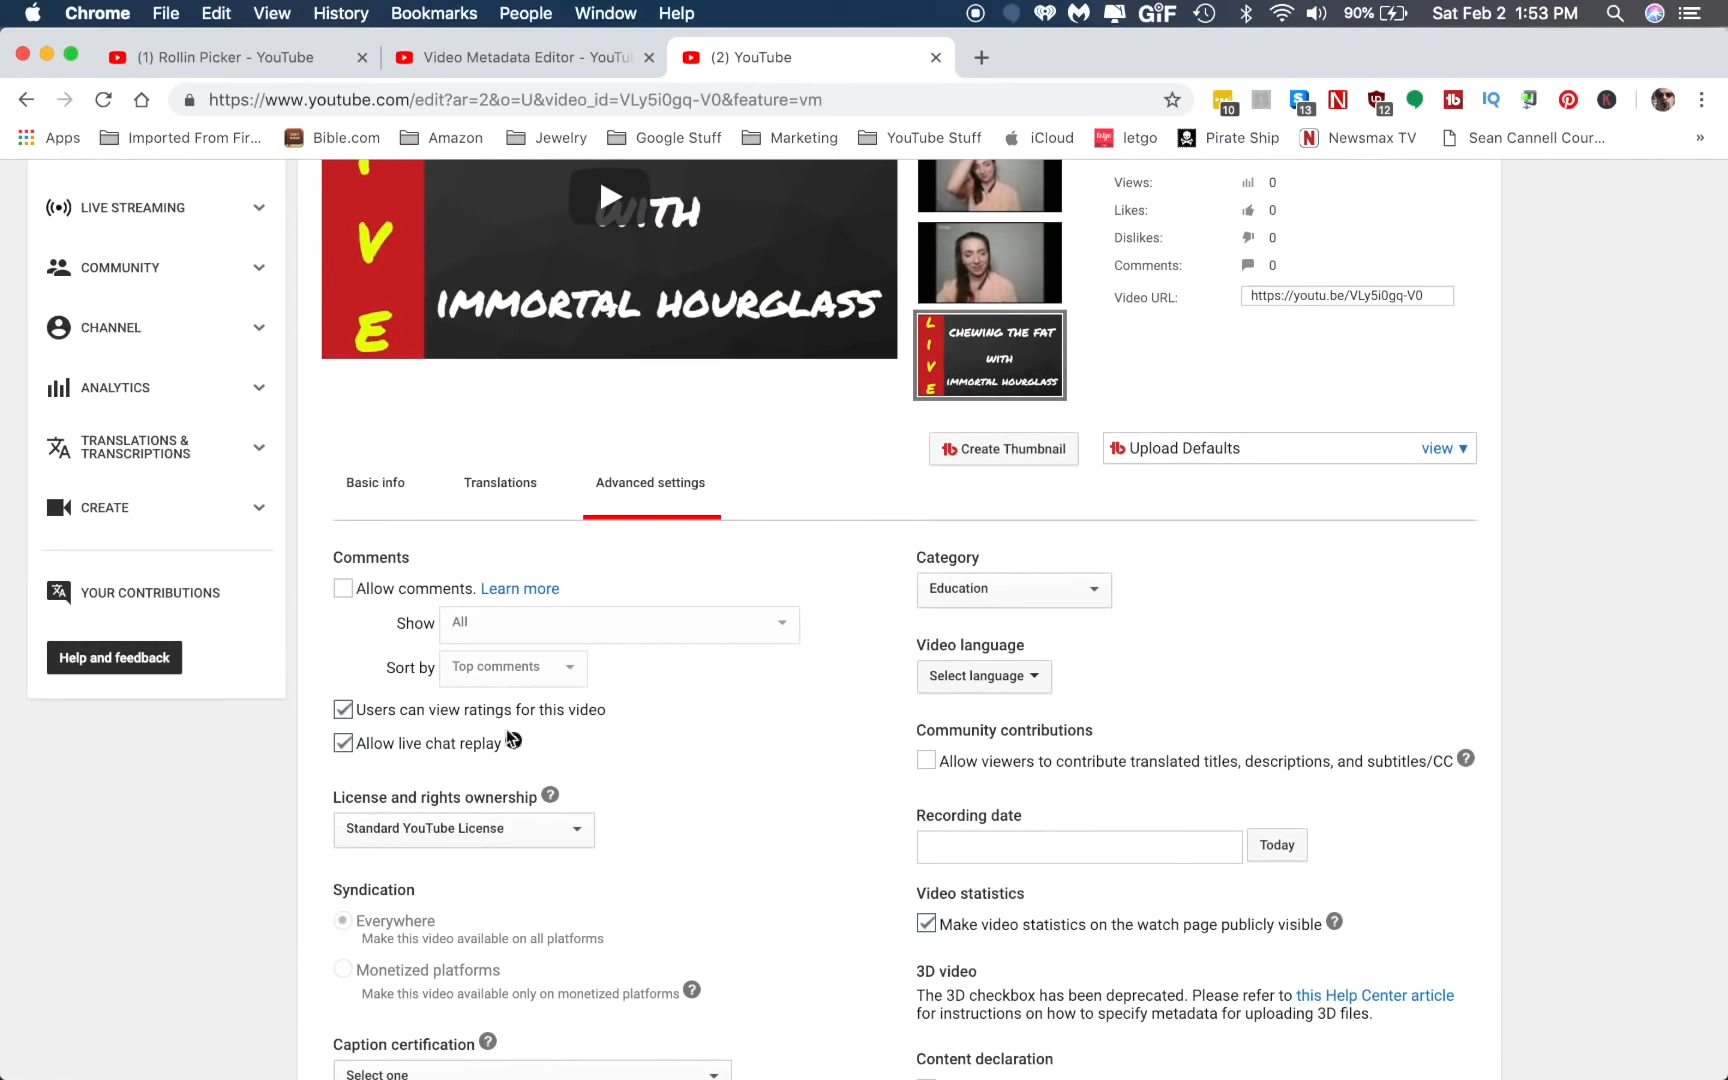 Chrome File Edit View History Bookmarks People Window Help GiF 90% Sat Feb 2 1:53 PM
(1) Rollin Picker - YouTube Video Metadata Editor - YouTu (2) YouTube
https://www.youtube.com/edit?ar=2&o=U&video_id=VLy5i0gq-V0&feature=vm 10 13 N 12 tb IQ K
Apps Imported From Fir... Bible.com Amazon Jewelry Google Stuff Marketing YouTube Stuff iCloud letgo Pirate Ship N Newsmax TV Sean Cannell Cour... »
LIVE STREAMING
COMMUNITY
CHANNEL
ANALYTICS
TRANSLATIONS &
TRANSCRIPTIONS
CREATE
YOUR CONTRIBUTIONS
Help and feedback
V
E
WITH
IMMORTAL HOURGLASS
LIVE
CHEWING THE FAT
WITH
IMMORTAL HOURGLASS
Views: 0
Likes: 0
Dislikes: 0
Comments: 0
Video URL: https://youtu.be/VLy5i0gq-V0
tb Create Thumbnail tb Upload Defaults view ▼
Basic info Translations Advanced settings
Comments
Allow comments. Learn more
Show All
Sort by Top comments
Users can view ratings for this video
Allow live chat replay
License and rights ownership ?
Standard YouTube License
Syndication
Everywhere
Make this video available on all platforms
Monetized platforms
Make this video available only on monetized platforms ?
Caption certification ?
Select one
Category
Education
Video language
Select language
Community contributions
Allow viewers to contribute translated titles, descriptions, and subtitles/CC ?
Recording date
Today
Video statistics
Make video statistics on the watch page publicly visible ?
3D video
The 3D checkbox has been deprecated. Please refer to this Help Center article
for instructions on how to specify metadata for uploading 3D files.
Content declaration